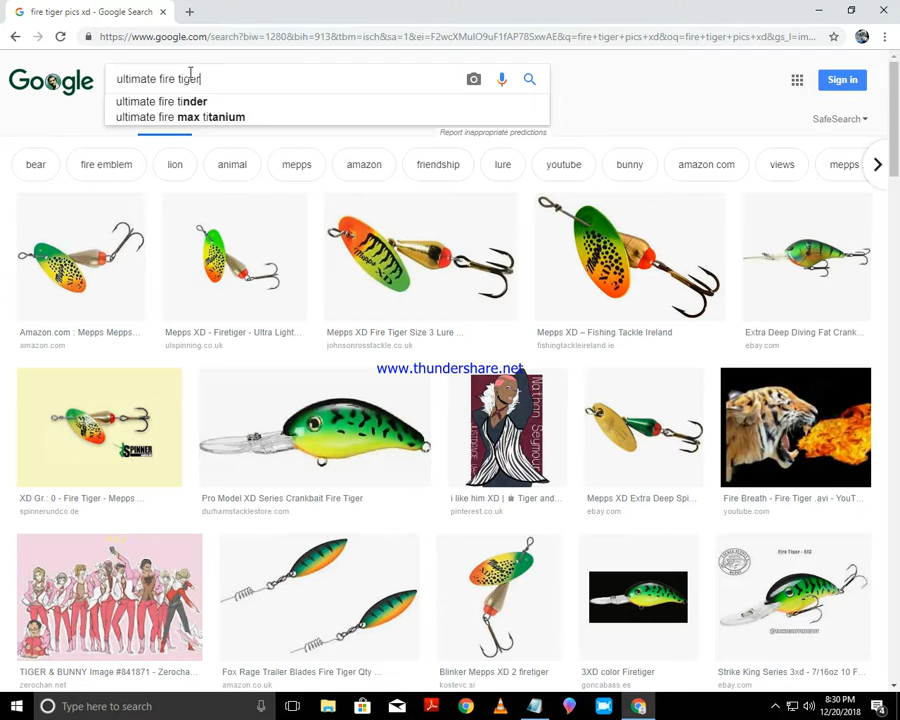 fire tiger pics xd - Google Search
https://www.google.com/search?biw=1280&bih=913&tbm=isch&sa=1&ei=F2wcXMulO9uF1fAP78SxwAE&q=fire+tiger+pics+xd&oq=fire+tiger+pics+xd&gs_l=im...
Google
ultimate fire tiger
Sign in
ultimate fire tinder
ultimate fire max titanium
Report inappropriate predictions
SafeSearch
bear
fire emblem
lion
animal
mepps
amazon
friendship
lure
youtube
bunny
amazon com
views
mepps
Amazon.com : Mepps Mepps...
Mepps XD - Firetiger - Ultra Light...
Mepps XD Fire Tiger Size 3 Lure ...
Mepps XD – Fishing Tackle Ireland
Extra Deep Diving Fat Crank...
amazon.com
ulspinning.co.uk
johnsonrosstackle.co.uk
fishingtackleireland.ie
ebay.com
www.thundershare.net
Nathan Seymour
SPINNER
XD Gr.: 0 - Fire Tiger - Mepps ...
Pro Model XD Series Crankbait Fire Tiger
i like him XD | Tiger and...
Mepps XD Extra Deep Spi...
Fire Breath - Fire Tiger .avi - YouT...
spinnerundco.de
durhamstacklestore.com
pinterest.co.uk
ebay.com
youtube.com
Fire Tiger - 553
TIGER & BUNNY Image #841871 - Zerocha...
Fox Rage Trailer Blades Fire Tiger Qty ...
Blinker Mepps XD 2 firetiger
3XD color Firetiger
Strike King Series 3xd - 7/16oz 10 F...
zerochan.net
amazon.co.uk
kostevc.si
goncabass.es
ebay.com
Type here to search
8:30 PM
12/20/2018
4